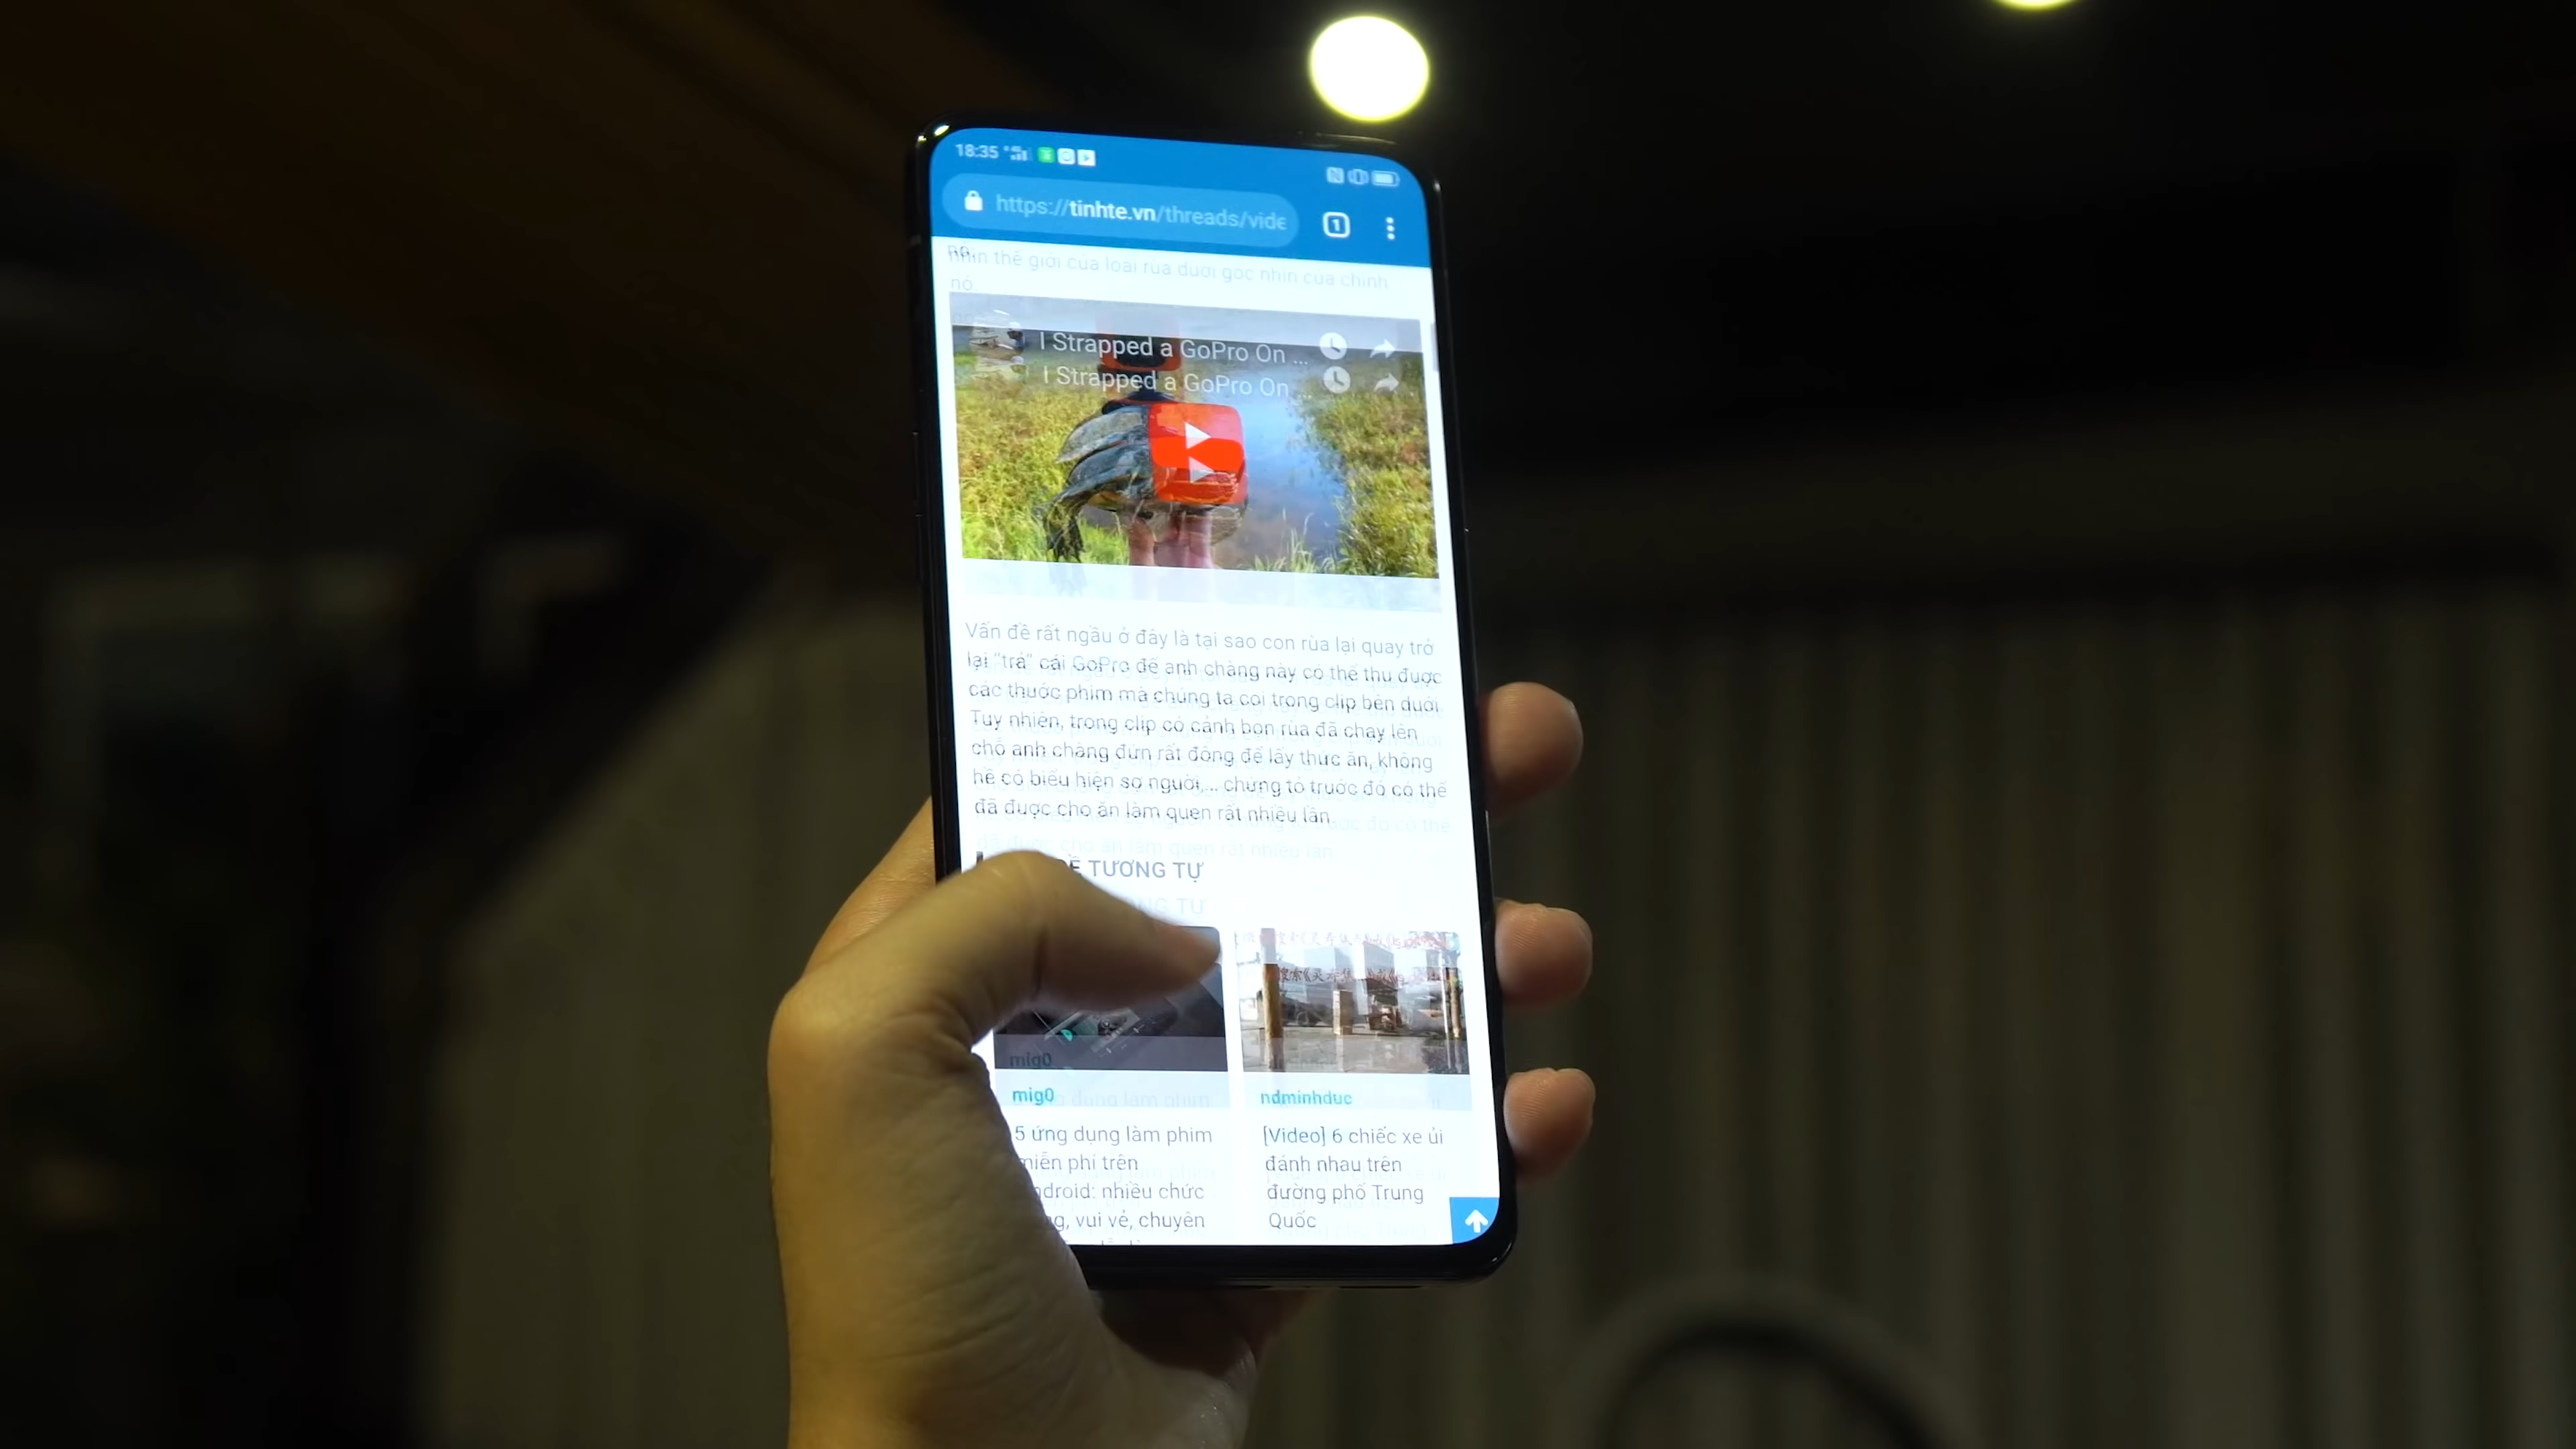 18:35
https://tinhte.vn/threads/vide
1
nhìn thế giới của loài rùa dưới góc nhìn của chính
nó
I Strapped a GoPro On ...
I Strapped a GoPro On ...
Vấn đề rất ngầu ở đây là tại sao con rùa lại quay trở
lại "trả" cái GoPro để anh chàng này có thể thu được
các thước phim mà chúng ta coi trong clip bên dưới.
Tuy nhiên, trong clip có cảnh bọn rùa đã chạy lên
chỗ anh chàng đứn rất đông để lấy thức ăn, không
hề có biểu hiện sợ người,... chứng tỏ trước đó có thể
đã được cho ăn làm quen rất nhiều lần
TƯƠNG TỰ
mig0
ndminhduc
5 ứng dụng làm phim
miễn phí trên
ndroid: nhiều chức
ng, vui vẻ, chuyên
[Video] 6 chiếc xe ủi
đánh nhau trên
đường phố Trung
Quốc